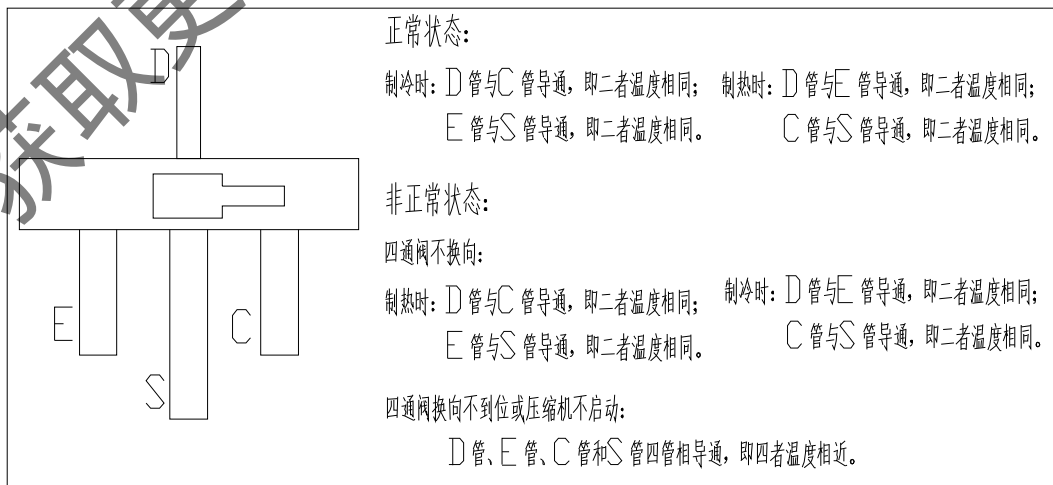 获取更
D
E
C
S
正常状态：
制冷时：D管与C管导通，即二者温度相同； 制热时：D管与E管导通，即二者温度相同；
E管与S管导通，即二者温度相同。 C管与S管导通，即二者温度相同。
非正常状态：
四通阀不换向：
制热时：D管与C管导通，即二者温度相同； 制冷时：D管与E管导通，即二者温度相同；
E管与S管导通，即二者温度相同。 C管与S管导通，即二者温度相同。
四通阀换向不到位或压缩机不启动：
D管、E管、C管和S管四管相导通，即四者温度相近。